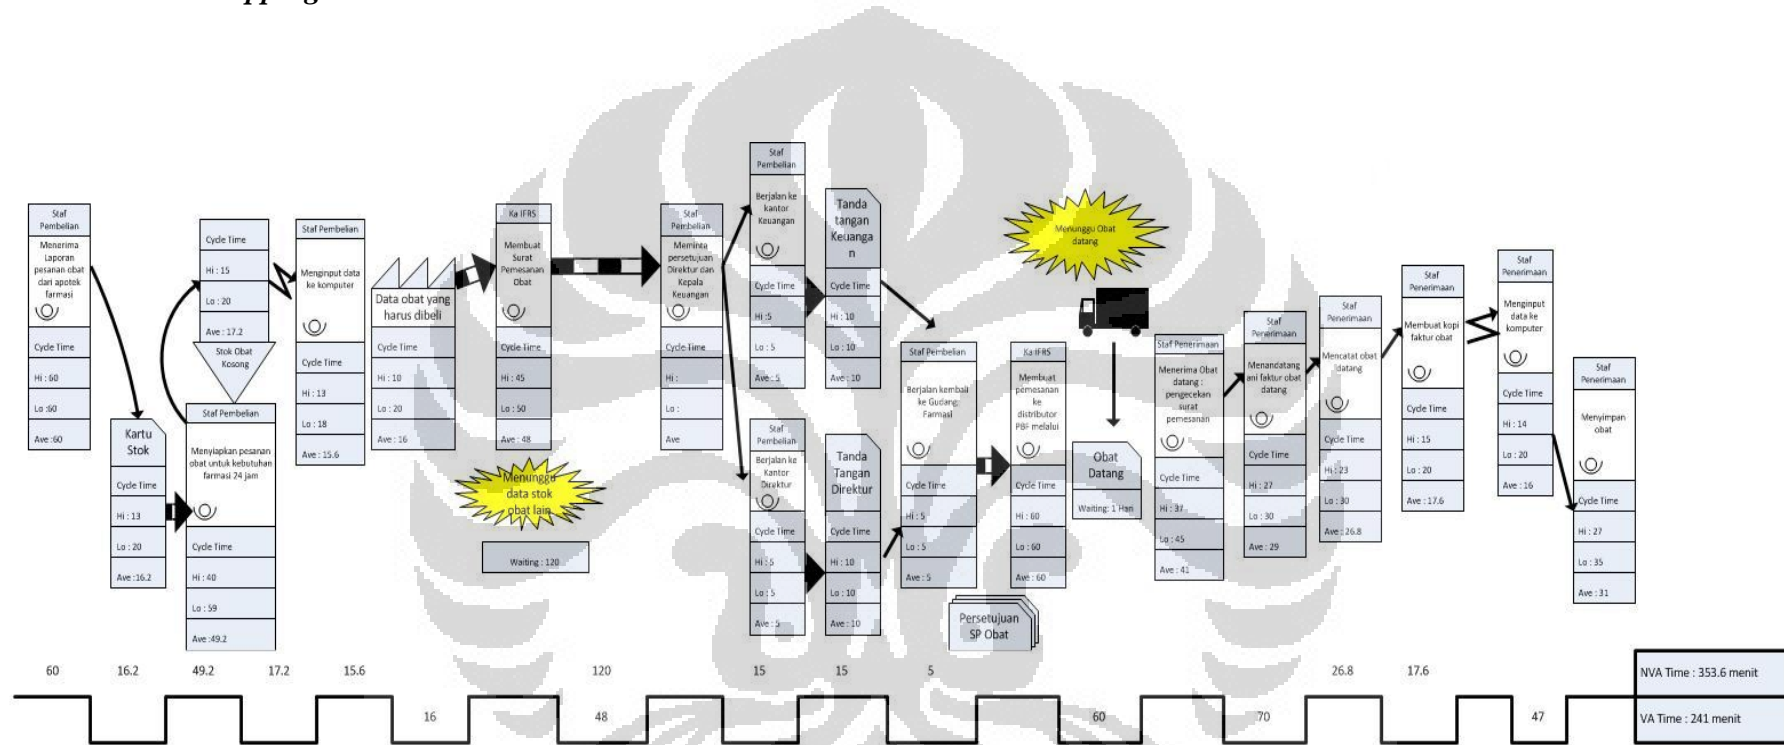 Staf
Pembelian
Menerima
Laporan
pesanan obat
dari apotek
farmasi
Cycle Time
Hi : 60
Lo :60
Ave :60
Kartu
Stok
Cycle Time
Hi : 13
Lo : 20
Ave :16.2
Cycle Time
Hi : 15
Lo : 20
Ave : 17.2
Stok Obat
Kosong
Staf Pembelian
Menyiapkan pesanan
obat untuk kebutuhan
farmasi 24 jam
Cycle Time
Hi : 40
Lo : 59
Ave :49.2
Staf Pembelian
Menginput data
ke komputer
Cycle Time
Hi : 13
Lo : 18
Ave : 15.6
Data obat yang
harus dibeli
Cycle Time
Hi : 10
Lo : 20
Ave : 16
Ka IFRS
Membuat
Surat
Pemesanan
Obat
Cycle Time
Hi : 45
Lo : 50
Ave : 48
Menunggu
data stok
obat lain
Waiting : 120
Staf
Pembelian
Meminta
persetujuan
Direktur dan
Kepala
Keuangan
Cycle Time
Hi :
Lo :
Ave
Staf
Pembelian
Berjalan ke
kantor
Keuangan
Cycle Time
Hi :5
Lo : 5
Ave : 5
Tanda
tangan
Keuanga
n
Cycle Time
Hi : 10
Lo : 10
Ave : 10
Staf
Pembelian
Berjalan ke
Kantor
Direktur
Cycle Time
Hi : 5
Lo : 5
Ave : 5
Tanda
Tangan
Direktur
Cycle Time
Hi : 10
Lo : 10
Ave : 10
Staf Pembelian
Berjalan kembali
ke Gudang
Farmasi
Cycle Time
Hi : 5
Lo : 5
Ave : 5
Ka IFRS
Membuat
pemesanan
ke
distributor
PBF melalui
Cycle Time
Hi : 60
Lo : 60
Ave : 60
Persetujuan
SP Obat
Menunggu Obat
datang
Obat
Datang
Waiting: 1 Hari
Staf Penerimaan
Menerima Obat
datang :
pengecekan
surat
pemesanan
Cycle Time
Hi : 37
Lo : 45
Ave : 41
Staf
Penerimaan
Menandatang
ani faktur obat
datang
Cycle Time
Hi : 27
Lo : 30
Ave : 29
Staf
Penerimaan
Mencatat obat
datang
Cycle Time
Hi : 23
Lo : 30
Ave : 26.8
Staf
Penerimaan
Membuat kopi
faktur obat
Cycle Time
Hi : 15
Lo : 20
Ave : 17.6
Staf
Penerimaan
Menginput
data ke
komputer
Cycle Time
Hi : 14
Lo : 20
Ave : 16
Staf
Penerimaan
Menyimpan
obat
Cycle Time
Hi : 27
Lo : 35
Ave : 31
60 16.2 49.2 17.2 15.6 120 15 15 5 26.8 17.6
NVA Time : 353.6 menit
16 48 60 70 47
VA Time : 241 menit